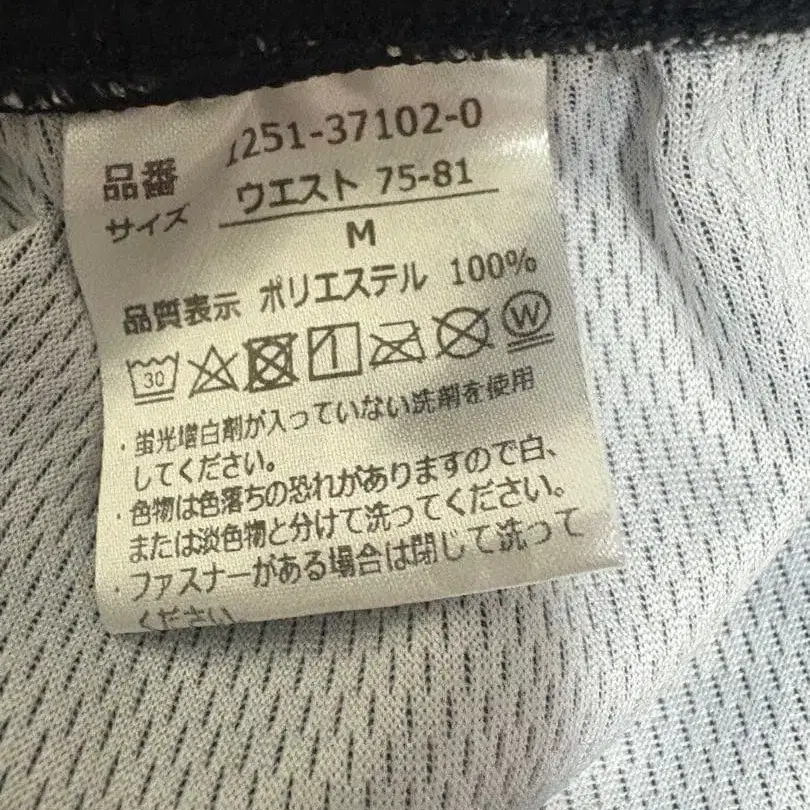 品番 1251-37102-0
サイズ ウエスト 75-81
M
品質表示 ポリエステル 100%
30 W
・蛍光増白剤が入っていない洗剤を使用
してください。
・色物は色落ちの恐れがありますので白、
または淡色物と分けて洗ってください。
・ファスナーがある場合は閉じて洗って
ください